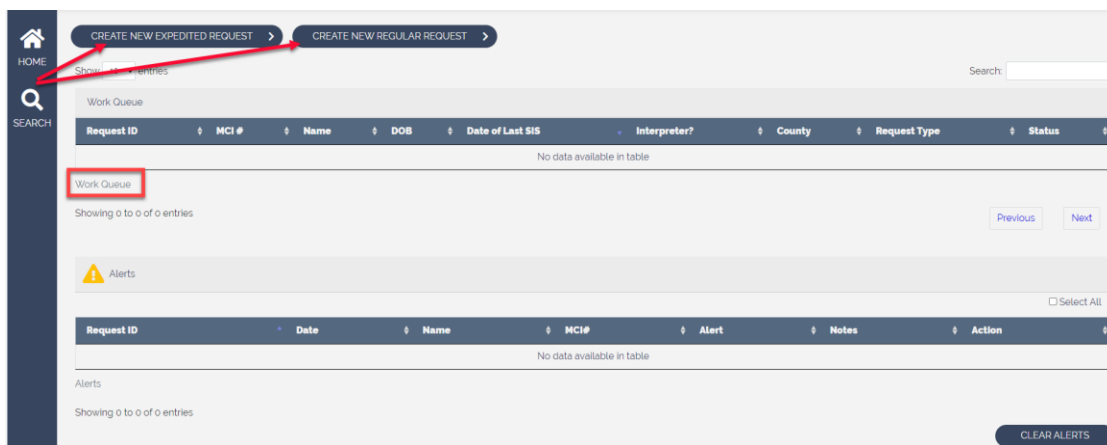 HOME
SEARCH
CREATE NEW EXPEDITED REQUEST
CREATE NEW REGULAR REQUEST
Show 10 entries
Search:
Work Queue
Request ID MCI # Name DOB Date of Last SIS Interpreter? County Request Type Status
No data available in table
Work Queue
Showing 0 to 0 of 0 entries
Previous Next
Alerts
Select All
Request ID Date Name MCI# Alert Notes Action
No data available in table
Alerts
Showing 0 to 0 of 0 entries
CLEAR ALERTS